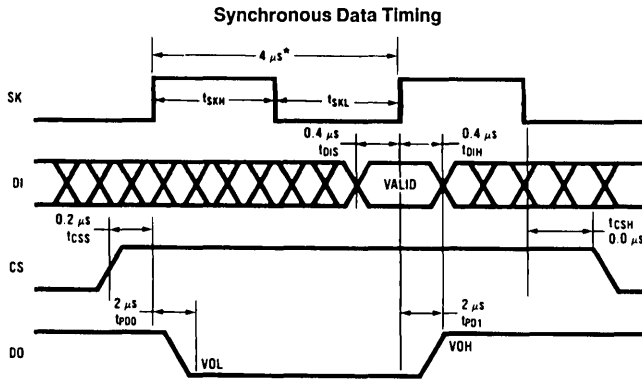 Synchronous Data Timing
4 μs*
SK
tSKH
tSKL
0.4 μs
tDIS
0.4 μs
tDIH
DI
VALID
0.2 μs
tCSS
tCSH
0.0 μs
CS
2 μs
tPD0
2 μs
tPD1
DO
VOL
VOH